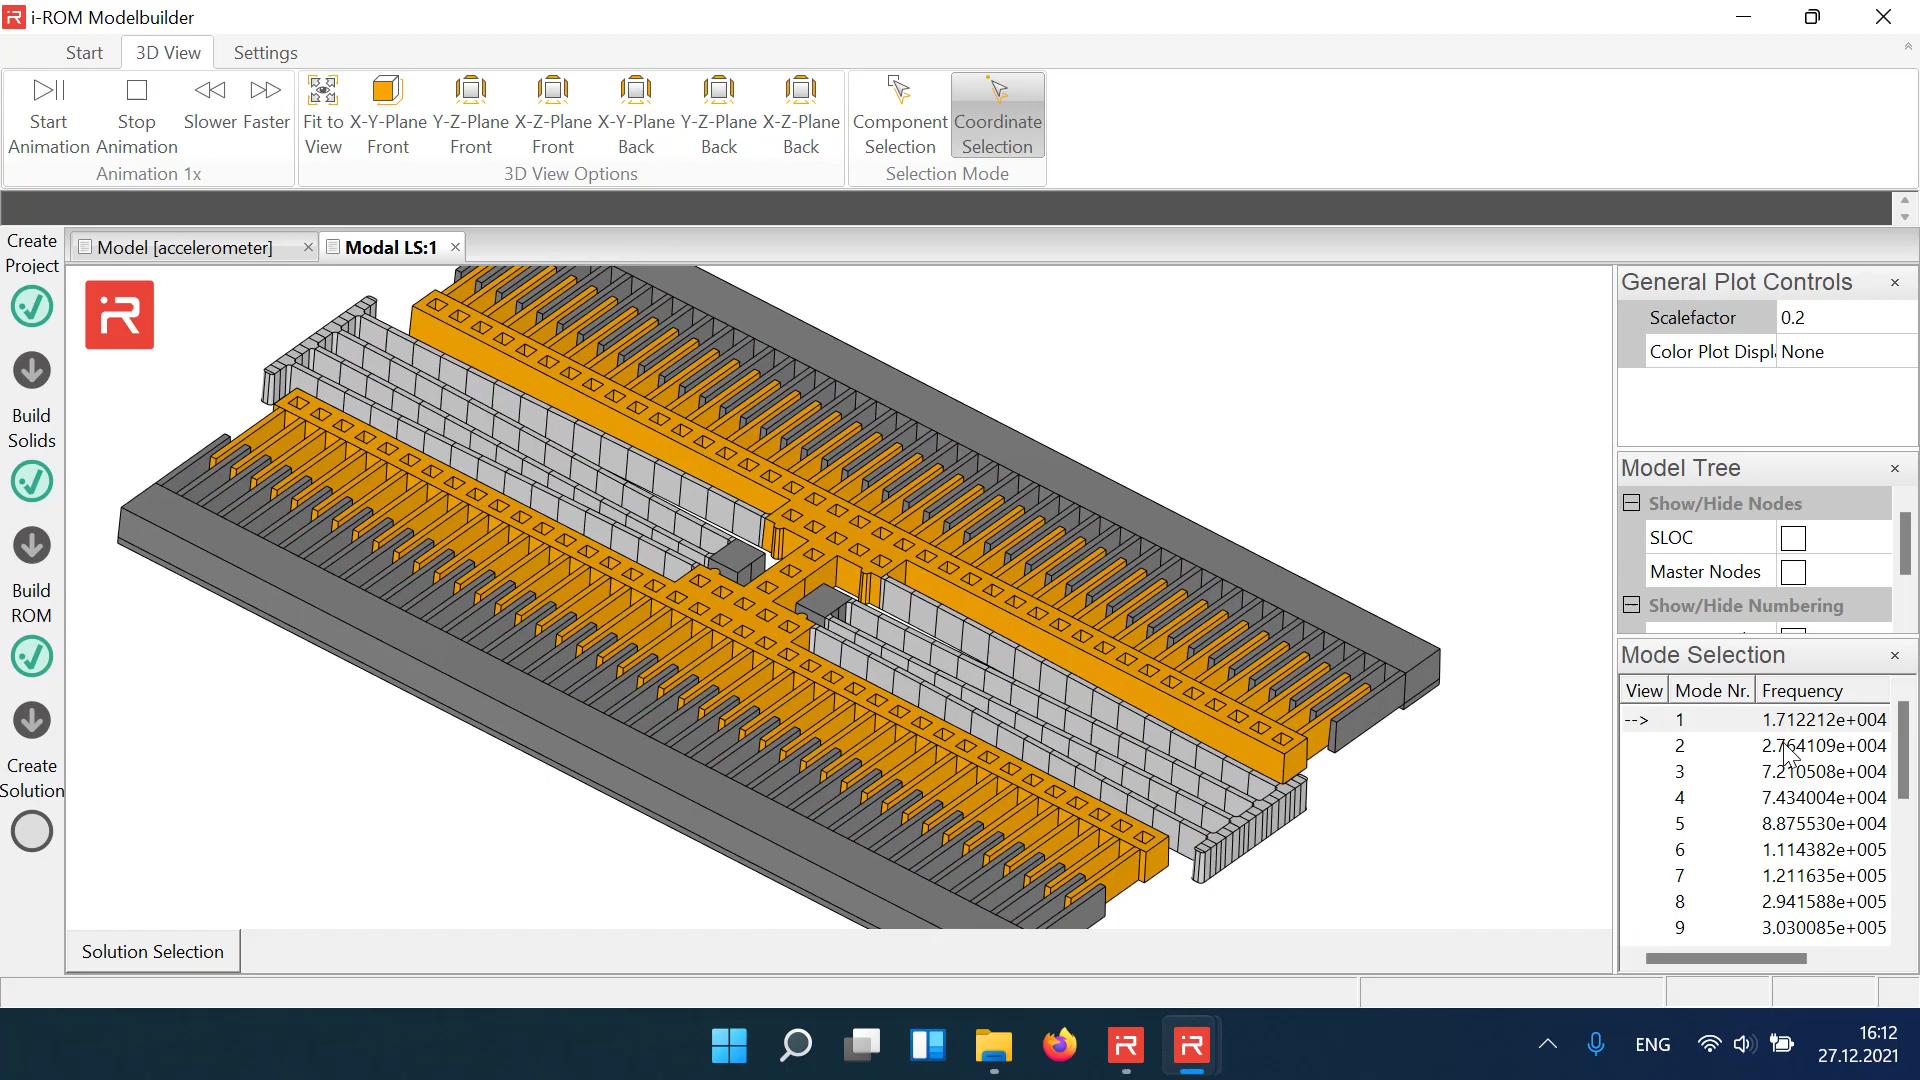 i-ROM Modelbuilder
Start
3D View
Settings
Start Animation
Stop Animation
Slower
Faster
Fit to View
X-Y-Plane Front
Y-Z-Plane Front
X-Z-Plane Front
X-Y-Plane Back
Y-Z-Plane Back
X-Z-Plane Back
Component Selection
Coordinate Selection
Animation 1x
3D View Options
Selection Mode
Create Project
Build Solids
Build ROM
Create Solution
Model [accelerometer]
Modal LS:1
iR
General Plot Controls
Scalefactor 0.2
Color Plot Displ None
Model Tree
Show/Hide Nodes
SLOC
Master Nodes
Show/Hide Numbering
Mode Selection
View Mode Nr. Frequency
--> 1 1.712212e+004
2 2.764109e+004
3 7.210508e+004
4 7.434004e+004
5 8.875530e+004
6 1.114382e+005
7 1.211635e+005
8 2.941588e+005
9 3.030085e+005
Solution Selection
ENG
16:12
27.12.2021